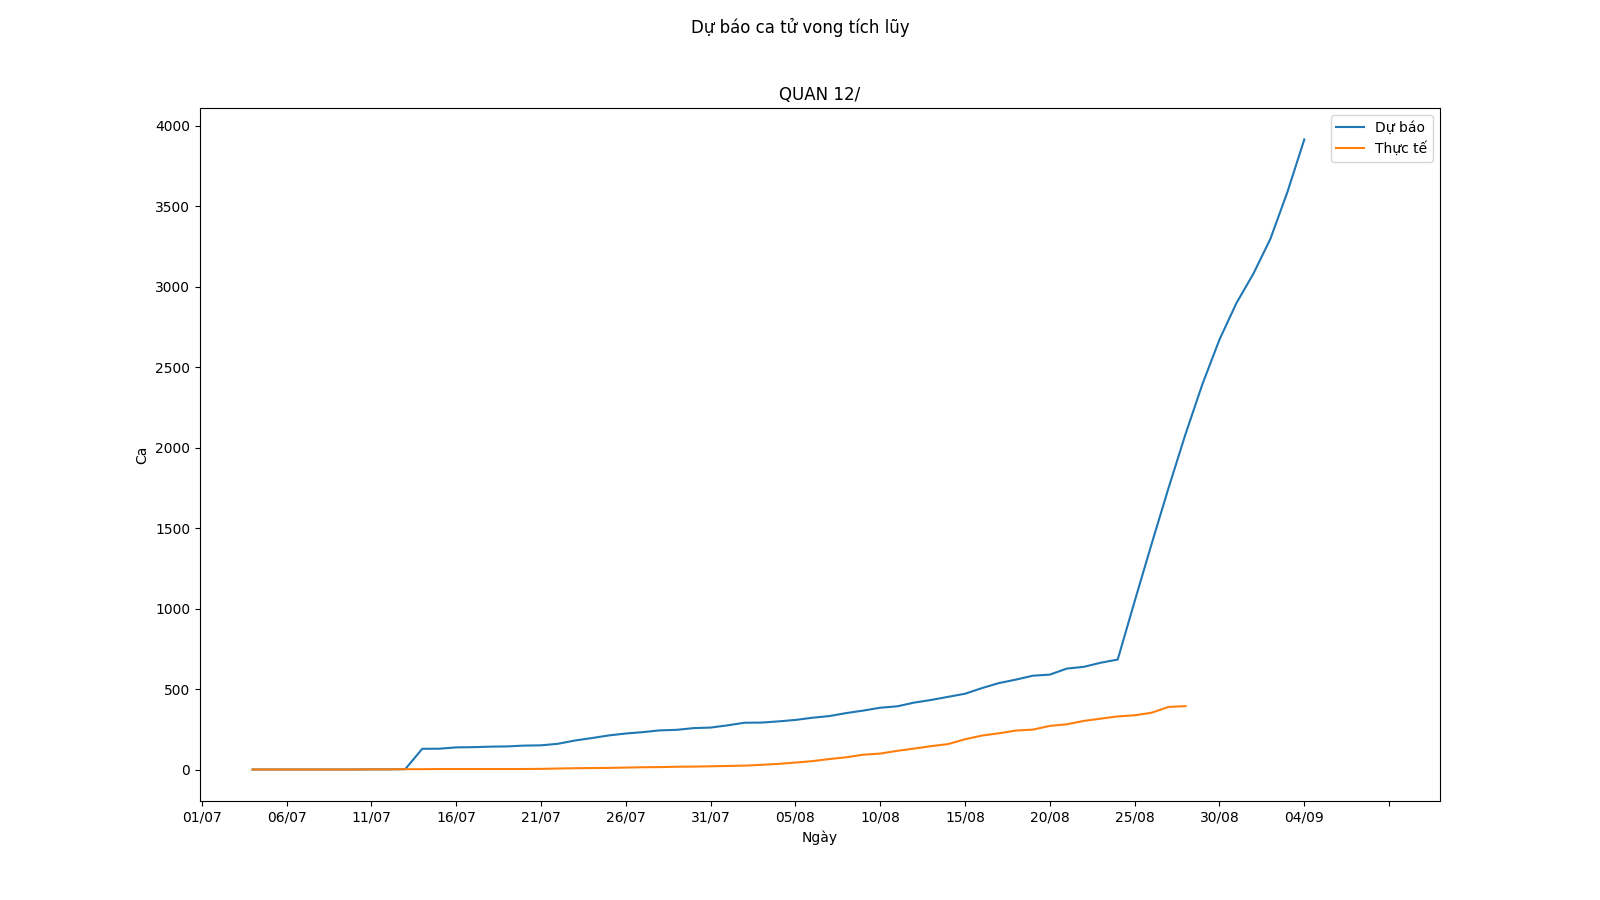 Dự báo ca tử vong tích lũy
QUAN 12/
Dự báo
Thực tế
4000
3500
3000
2500
2000
1500
1000
500
0
Ca
01/07 06/07 11/07 16/07 21/07 26/07 31/07 05/08 10/08 15/08 20/08 25/08 30/08 04/09
Ngày